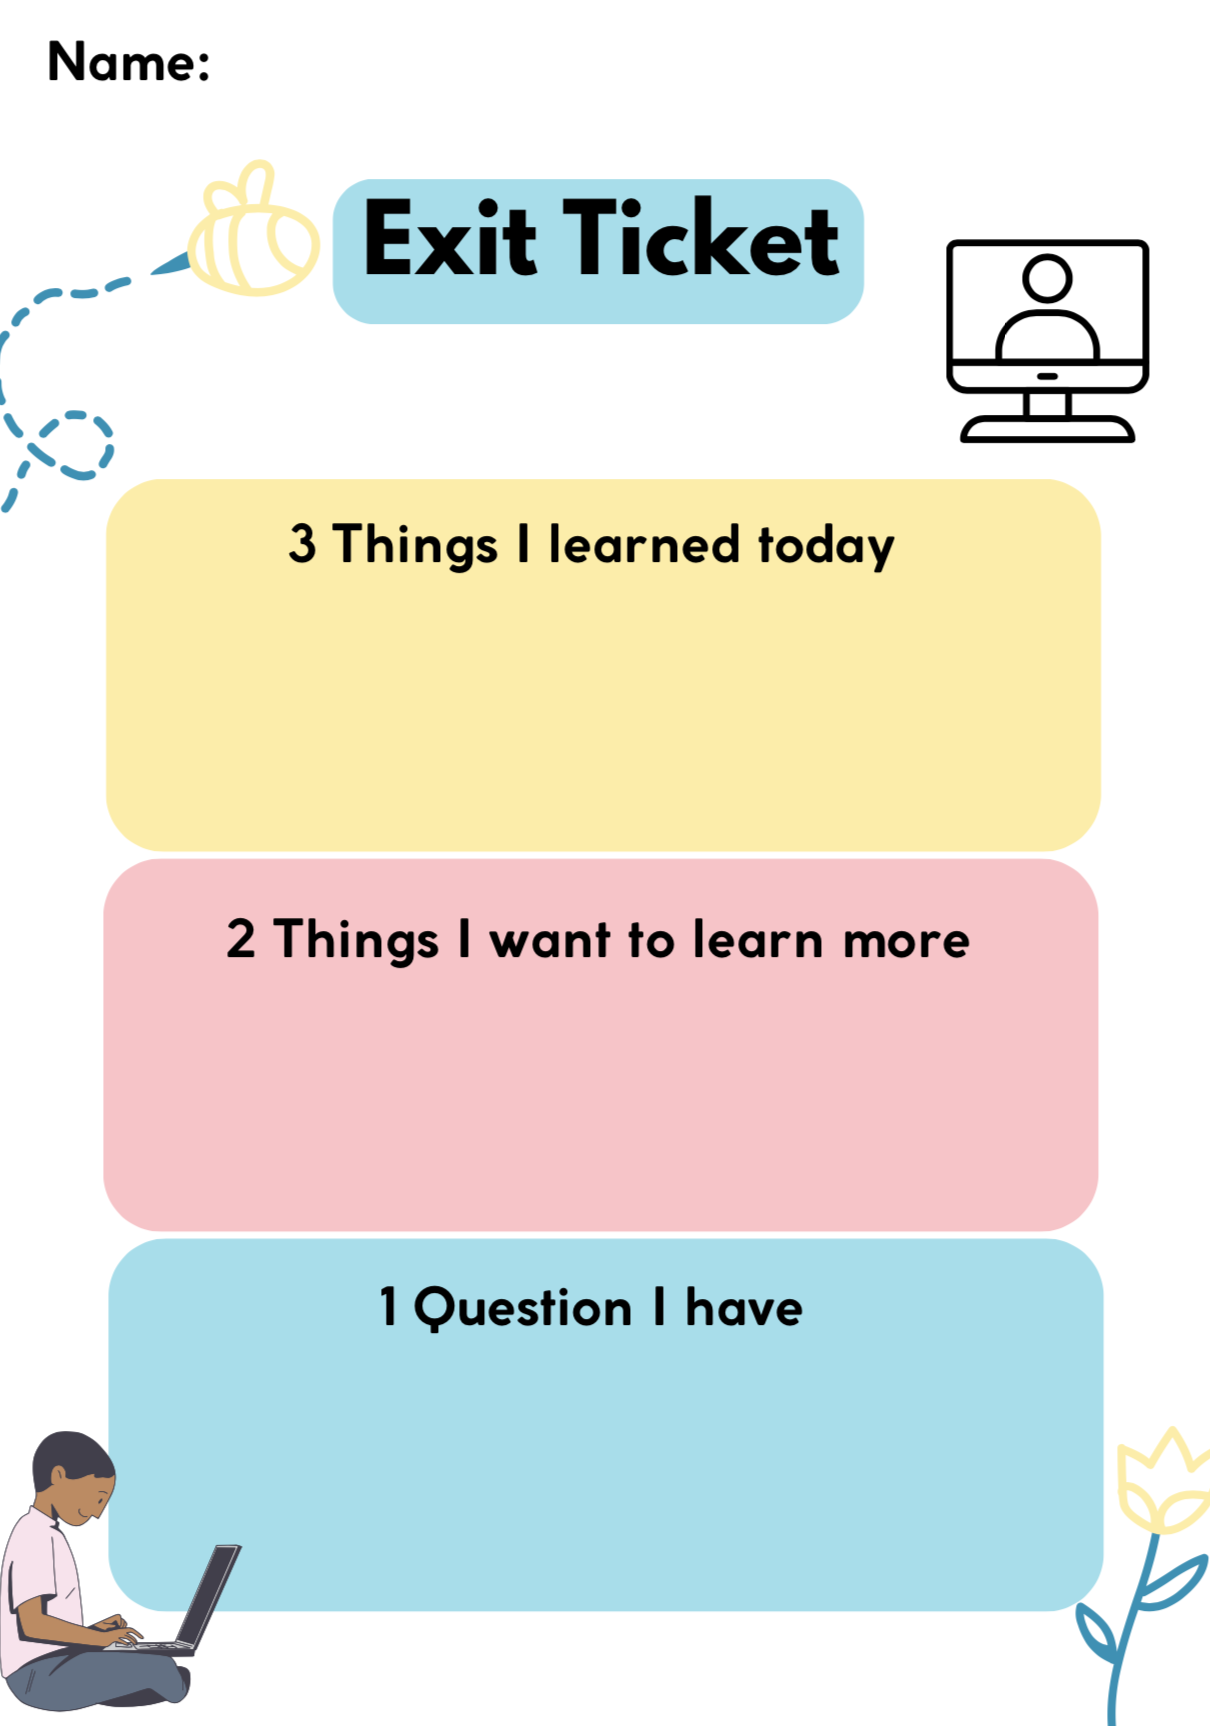 Name:
Exit Ticket
3 Things I learned today
2 Things I want to learn more
1 Question I have